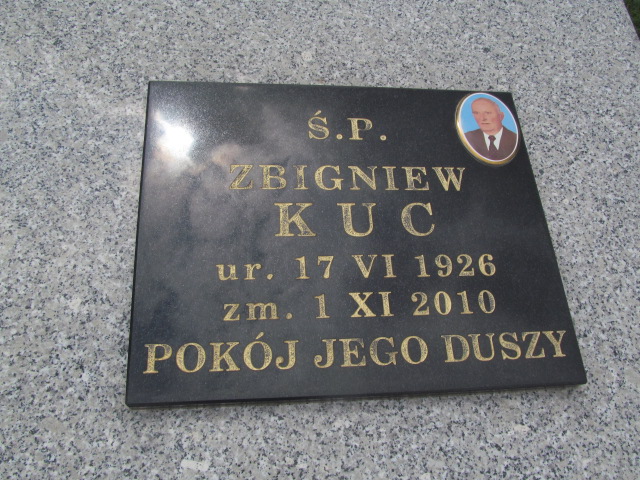 Ś.P.
ZBIGNIEW
KUC
ur. 17 VI 1926
zm. 1 XI 2010
POKÓJ JEGO DUSZY